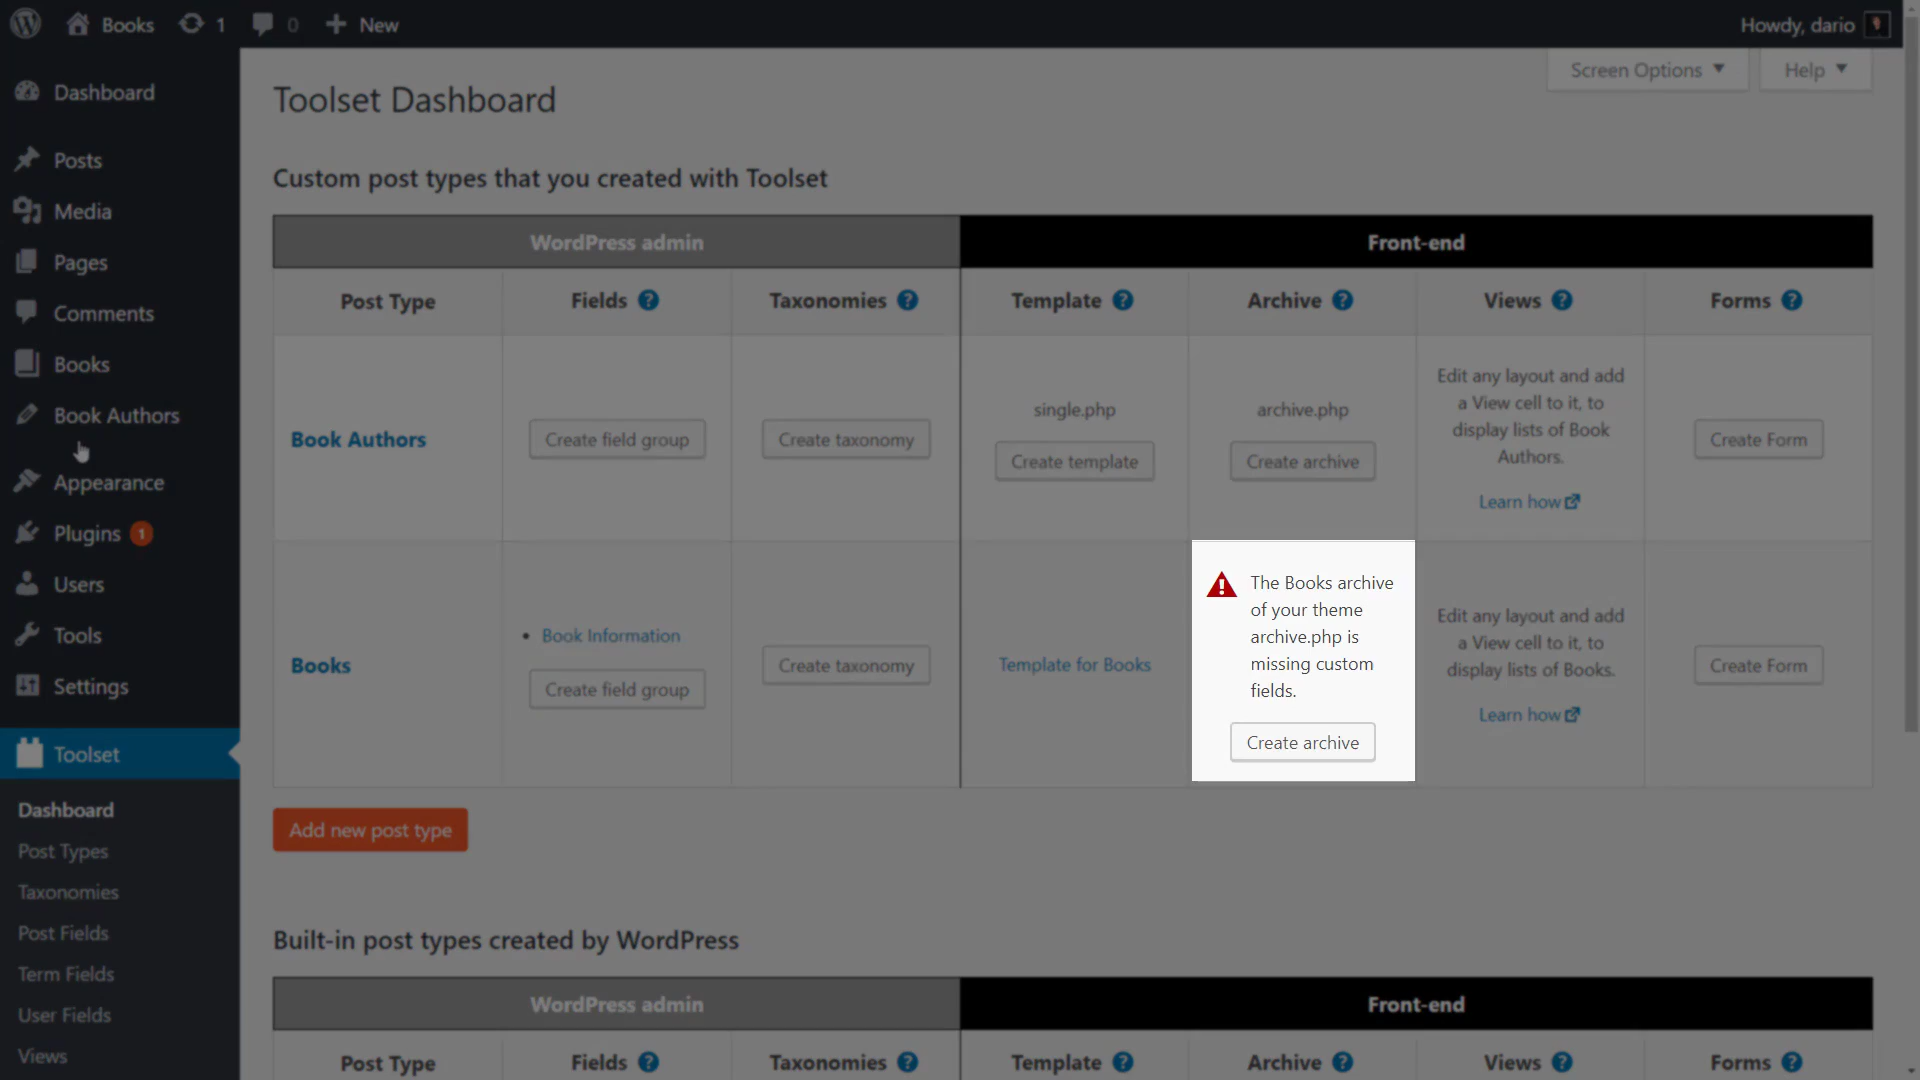 Books 1 0 New Howdy, dario
Screen Options Help
Dashboard
Posts
Media
Pages
Comments
Books
Book Authors
Appearance
Plugins 1
Users
Tools
Settings
Toolset
Dashboard
Post Types
Taxonomies
Post Fields
Term Fields
User Fields
Views
Toolset Dashboard
Custom post types that you created with Toolset
WordPress admin Front-end
Post Type Fields ? Taxonomies ? Template ? Archive ? Views ? Forms ?
Book Authors
Create field group
Create taxonomy
single.php
Create template
archive.php
Create archive
Edit any layout and add
a View cell to it, to
display lists of Book
Authors.
Learn how
Create Form
Books
Book Information
Create field group
Create taxonomy
Template for Books
The Books archive
of your theme
archive.php is
missing custom
fields.
Create archive
Edit any layout and add
a View cell to it, to
display lists of Books.
Learn how
Create Form
Add new post type
Built-in post types created by WordPress
WordPress admin Front-end
Post Type Fields ? Taxonomies ? Template ? Archive ? Views ? Forms ?